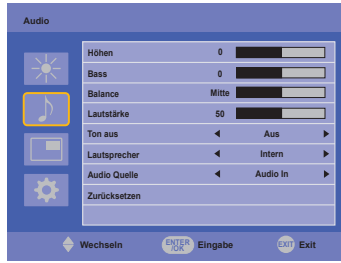 Audio
Höhen 0
Bass 0
Balance Mitte
Lautstärke 50
Ton aus Aus
Lautsprecher Intern
Audio Quelle Audio In
Zurücksetzen
Wechseln ENTER /OK Eingabe EXIT Exit